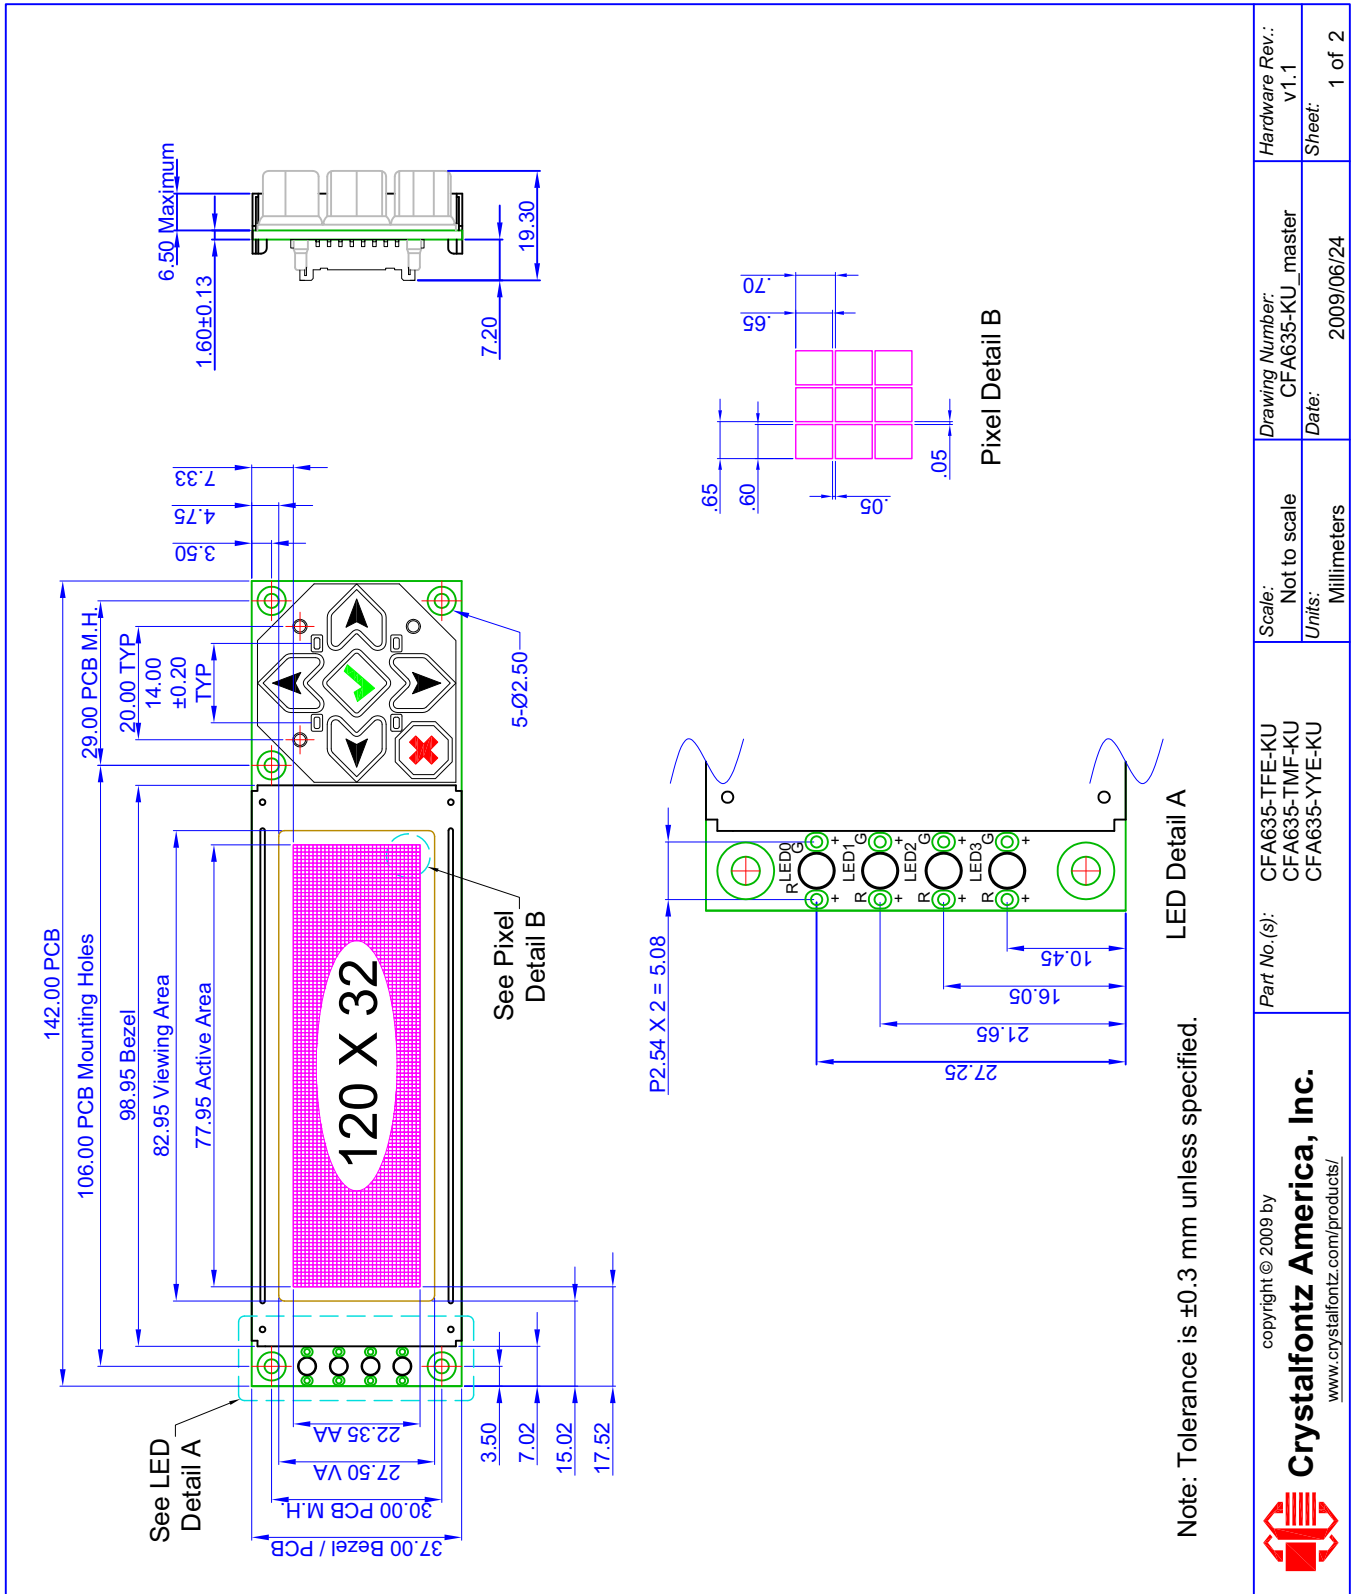 6.50 Maximum
1.60±0.13
19.30
7.20
142.00 PCB
29.00 PCB M.H.
106.00 PCB Mounting Holes
20.00 TYP
14.00
±0.20
TYP
98.95 Bezel
82.95 Viewing Area
77.95 Active Area
7.33
4.75
3.50
5-Ø2.50
120 X 32
See Pixel
Detail B
See LED
Detail A
3.50
7.02
15.02
17.52
22.35 AA
27.50 VA
30.00 PCB M.H.
37.00 Bezel / PCB
.70
.65
.65
.60
.05
.05
Pixel Detail B
P2.54 X 2 = 5.08
R LED0 G
+ +
R LED1 G
+ +
R LED2 G
+ +
R LED3 G
+ +
10.45
16.05
21.65
27.25
LED Detail A
Note: Tolerance is ±0.3 mm unless specified.
copyright © 2009 by
Crystalfontz America, Inc.
www.crystalfontz.com/products/
Part No.(s):
CFA635-TFE-KU
CFA635-TMF-KU
CFA635-YYE-KU
Scale:
Not to scale
Units:
Millimeters
Drawing Number:
CFA635-KU_master
Date:
2009/06/24
Hardware Rev.:
v1.1
Sheet:
1 of 2